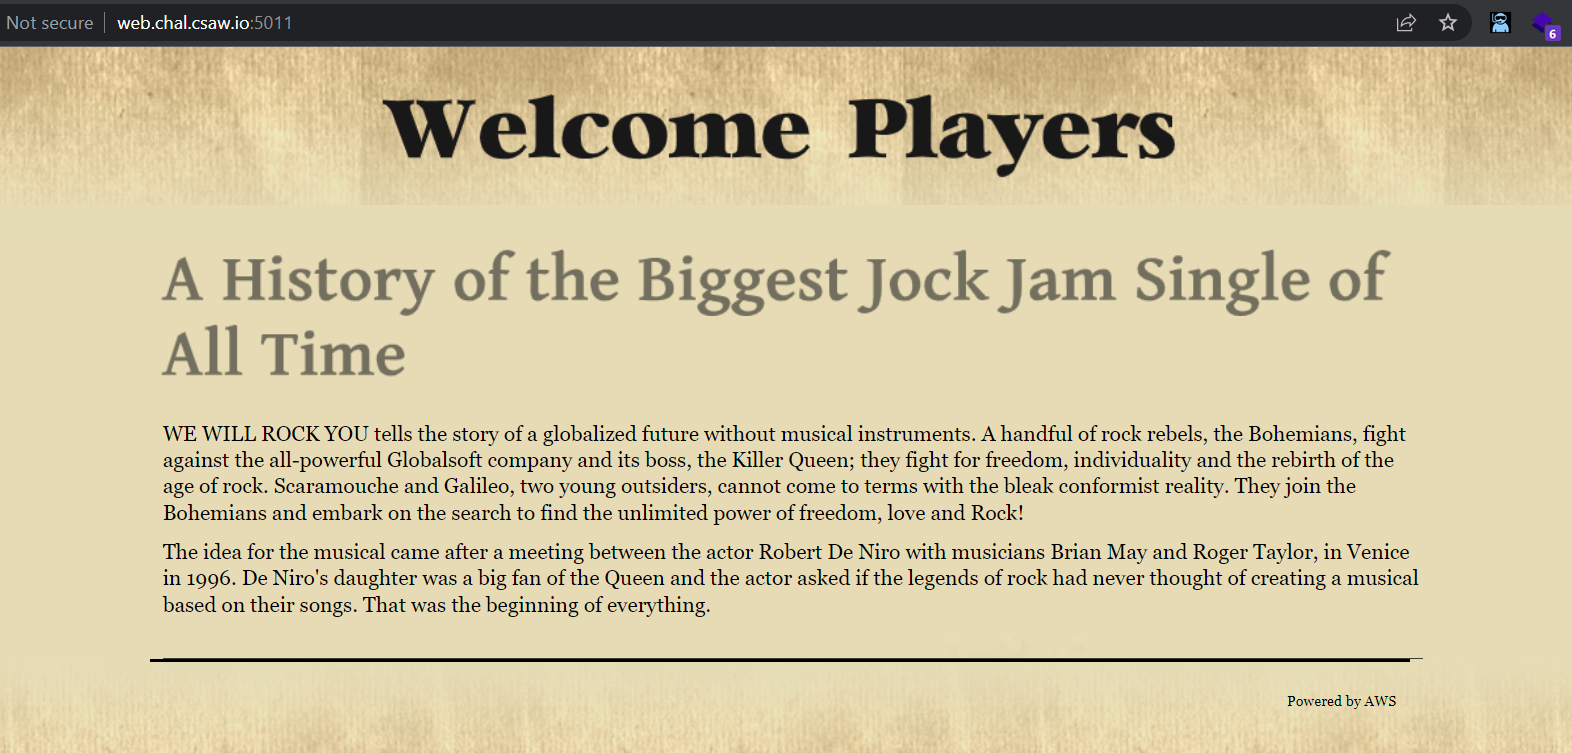 Not secure web.chal.csaw.io:5011
6
Welcome Players
A History of the Biggest Jock Jam Single of
All Time
WE WILL ROCK YOU tells the story of a globalized future without musical instruments. A handful of rock rebels, the Bohemians, fight
against the all-powerful Globalsoft company and its boss, the Killer Queen; they fight for freedom, individuality and the rebirth of the
age of rock. Scaramouche and Galileo, two young outsiders, cannot come to terms with the bleak conformist reality. They join the
Bohemians and embark on the search to find the unlimited power of freedom, love and Rock!
The idea for the musical came after a meeting between the actor Robert De Niro with musicians Brian May and Roger Taylor, in Venice
in 1996. De Niro's daughter was a big fan of the Queen and the actor asked if the legends of rock had never thought of creating a musical
based on their songs. That was the beginning of everything.
Powered by AWS